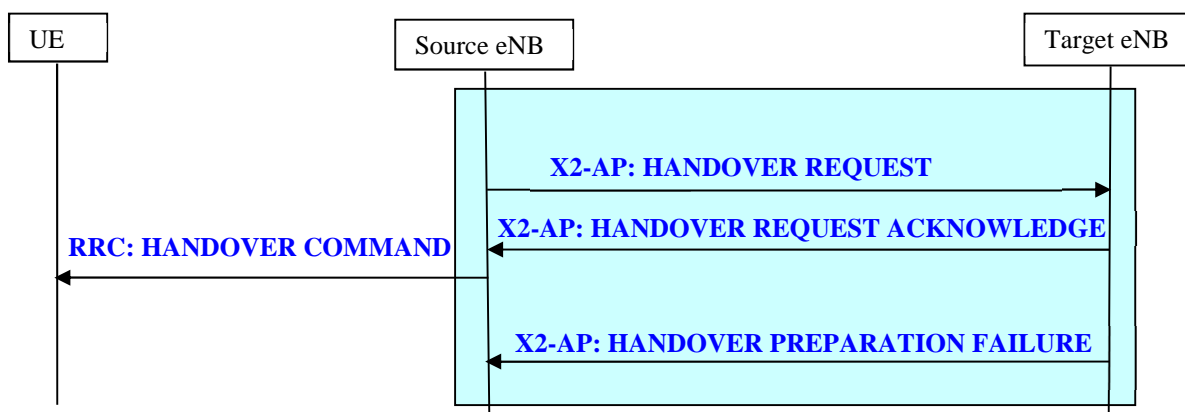 UE
Source eNB
Target eNB
X2-AP: HANDOVER REQUEST
X2-AP: HANDOVER REQUEST ACKNOWLEDGE
RRC: HANDOVER COMMAND
X2-AP: HANDOVER PREPARATION FAILURE